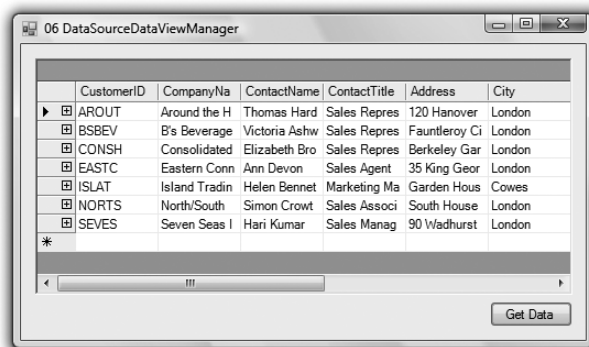 06 DataSourceDataViewManager
CustomerID CompanyNa ContactName ContactTitle Address City
AROUT Around the H Thomas Hard Sales Repres 120 Hanover London
BSBEV B's Beverage Victoria Ashw Sales Repres Fauntleroy Ci London
CONSH Consolidated Elizabeth Bro Sales Repres Berkeley Gar London
EASTC Eastern Conn Ann Devon Sales Agent 35 King Geor London
ISLAT Island Tradin Helen Bennet Marketing Ma Garden Hous Cowes
NORTS North/South Simon Crowt Sales Associ South House London
SEVES Seven Seas I Hari Kumar Sales Manag 90 Wadhurst London
Get Data